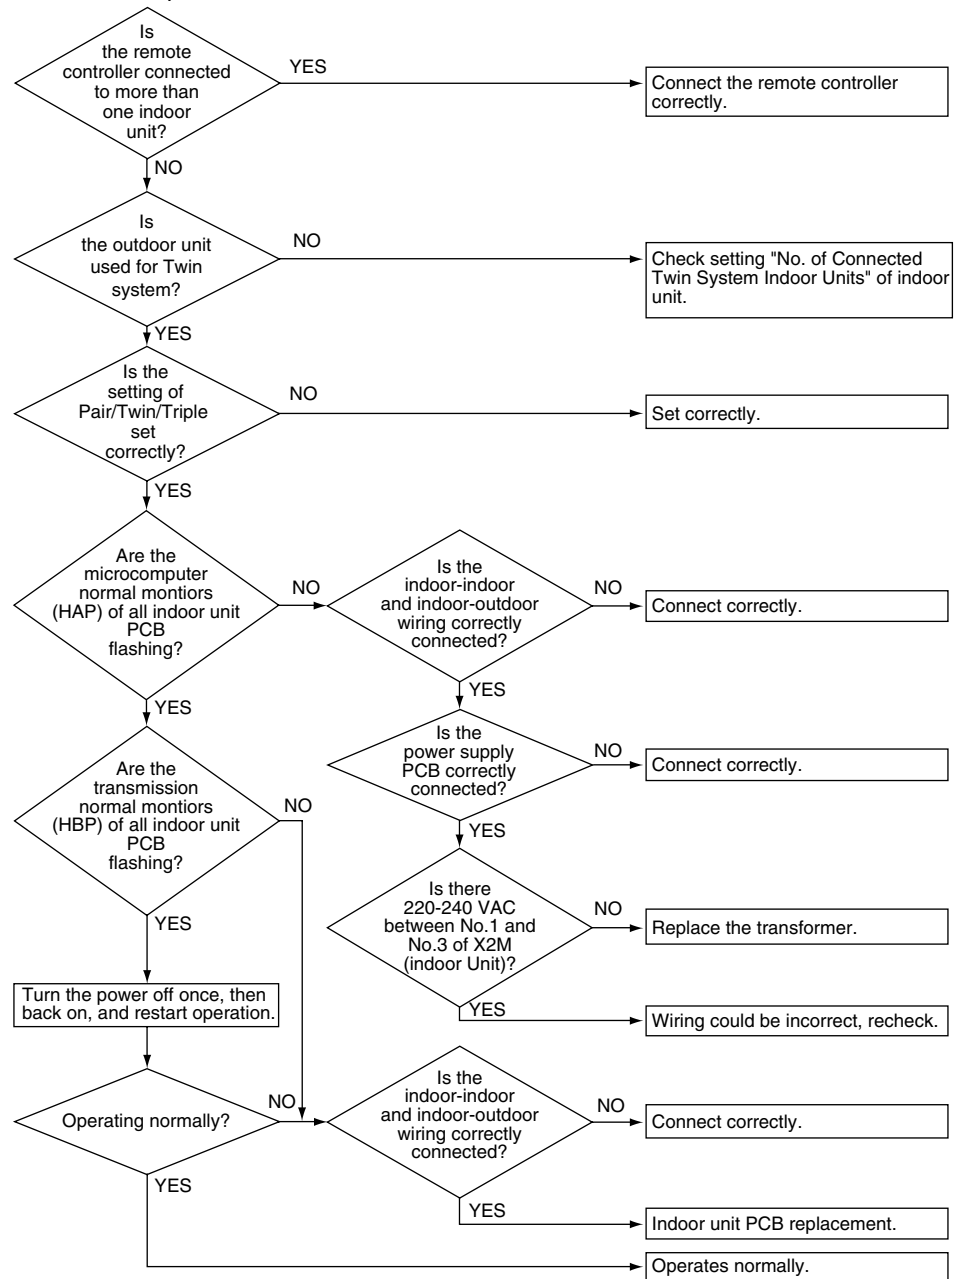 Is
the remote
controller connected
to more than
one indoor
unit?
YES
Connect the remote controller
correctly.
NO
Is
the outdoor unit
used for Twin
system?
NO
Check setting "No. of Connected
Twin System Indoor Units" of indoor
unit.
YES
Is the
setting of
Pair/Twin/Triple
set
correctly?
NO
Set correctly.
YES
Are the
microcomputer
normal montiors
(HAP) of all indoor unit
PCB
flashing?
NO
Is the
indoor-indoor
and indoor-outdoor
wiring correctly
connected?
NO
Connect correctly.
YES
YES
Is the
power supply
PCB correctly
connected?
NO
Connect correctly.
YES
Are the
transmission
normal montiors
(HBP) of all indoor unit
PCB
flashing?
NO
Is there
220-240 VAC
between No.1 and
No.3 of X2M
(indoor Unit)?
NO
Replace the transformer.
YES
Wiring could be incorrect, recheck.
YES
Turn the power off once, then
back on, and restart operation.
Operating normally?
NO
Is the
indoor-indoor
and indoor-outdoor
wiring correctly
connected?
NO
Connect correctly.
YES
Indoor unit PCB replacement.
YES
Operates normally.